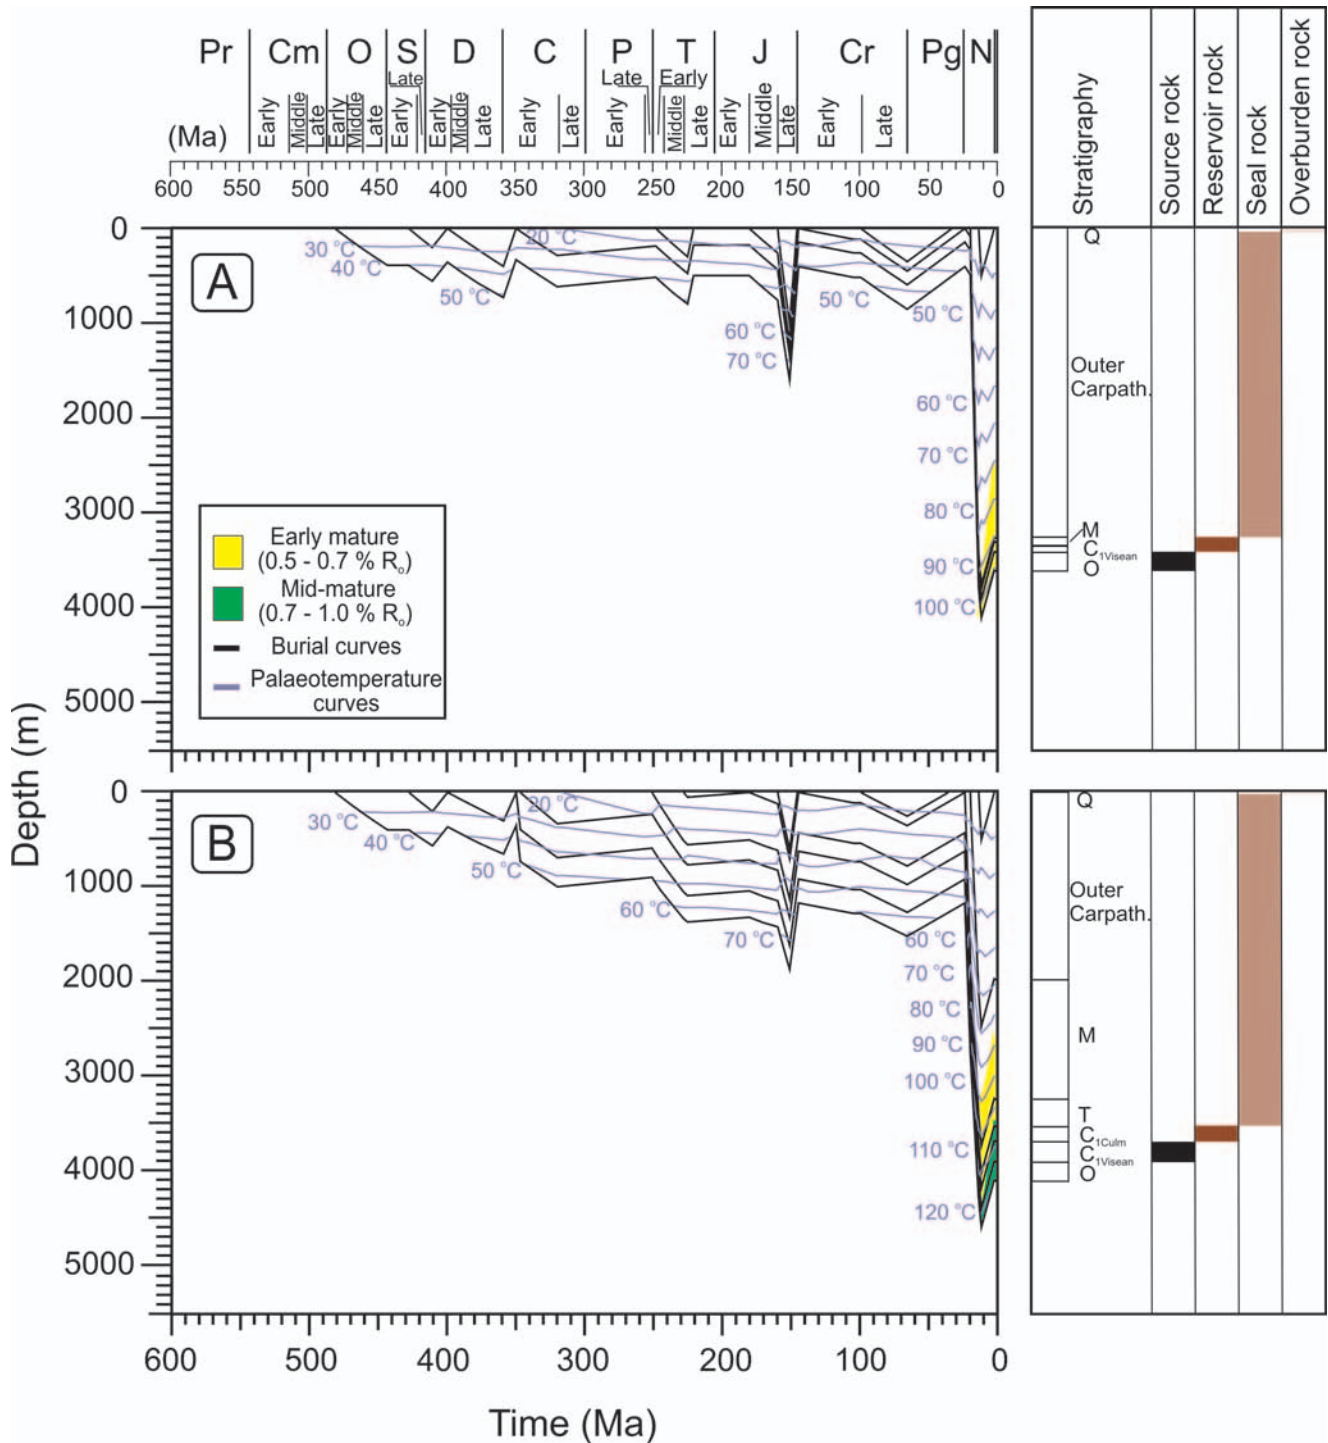 Pr Cm O S D C P T J Cr Pg N
Late Late Early
Early Middle Late Early Middle Late Early Early Middle Late Early Late Early Middle Late Early Middle Late Early Late
(Ma)
600 550 500 450 400 350 300 250 200 150 100 50 0
Stratigraphy
Source rock
Reservoir rock
Seal rock
Overburden rock
Depth (m)
0
1000
2000
3000
4000
5000
A
20 °C
30 °C
40 °C
50 °C
60 °C
70 °C
50 °C
50 °C
60 °C
70 °C
80 °C
90 °C
100 °C
Early mature
(0.5 - 0.7 % Ro)
Mid-mature
(0.7 - 1.0 % Ro)
Burial curves
Palaeotemperature
curves
Q
Outer
Carpath.
M
C1Visean
O
0
1000
2000
3000
4000
5000
B
20 °C
30 °C
40 °C
50 °C
60 °C
70 °C
60 °C
70 °C
80 °C
90 °C
100 °C
110 °C
120 °C
Q
Outer
Carpath.
M
T
C1Culm
C1Visean
O
600 500 400 300 200 100 0
Time (Ma)